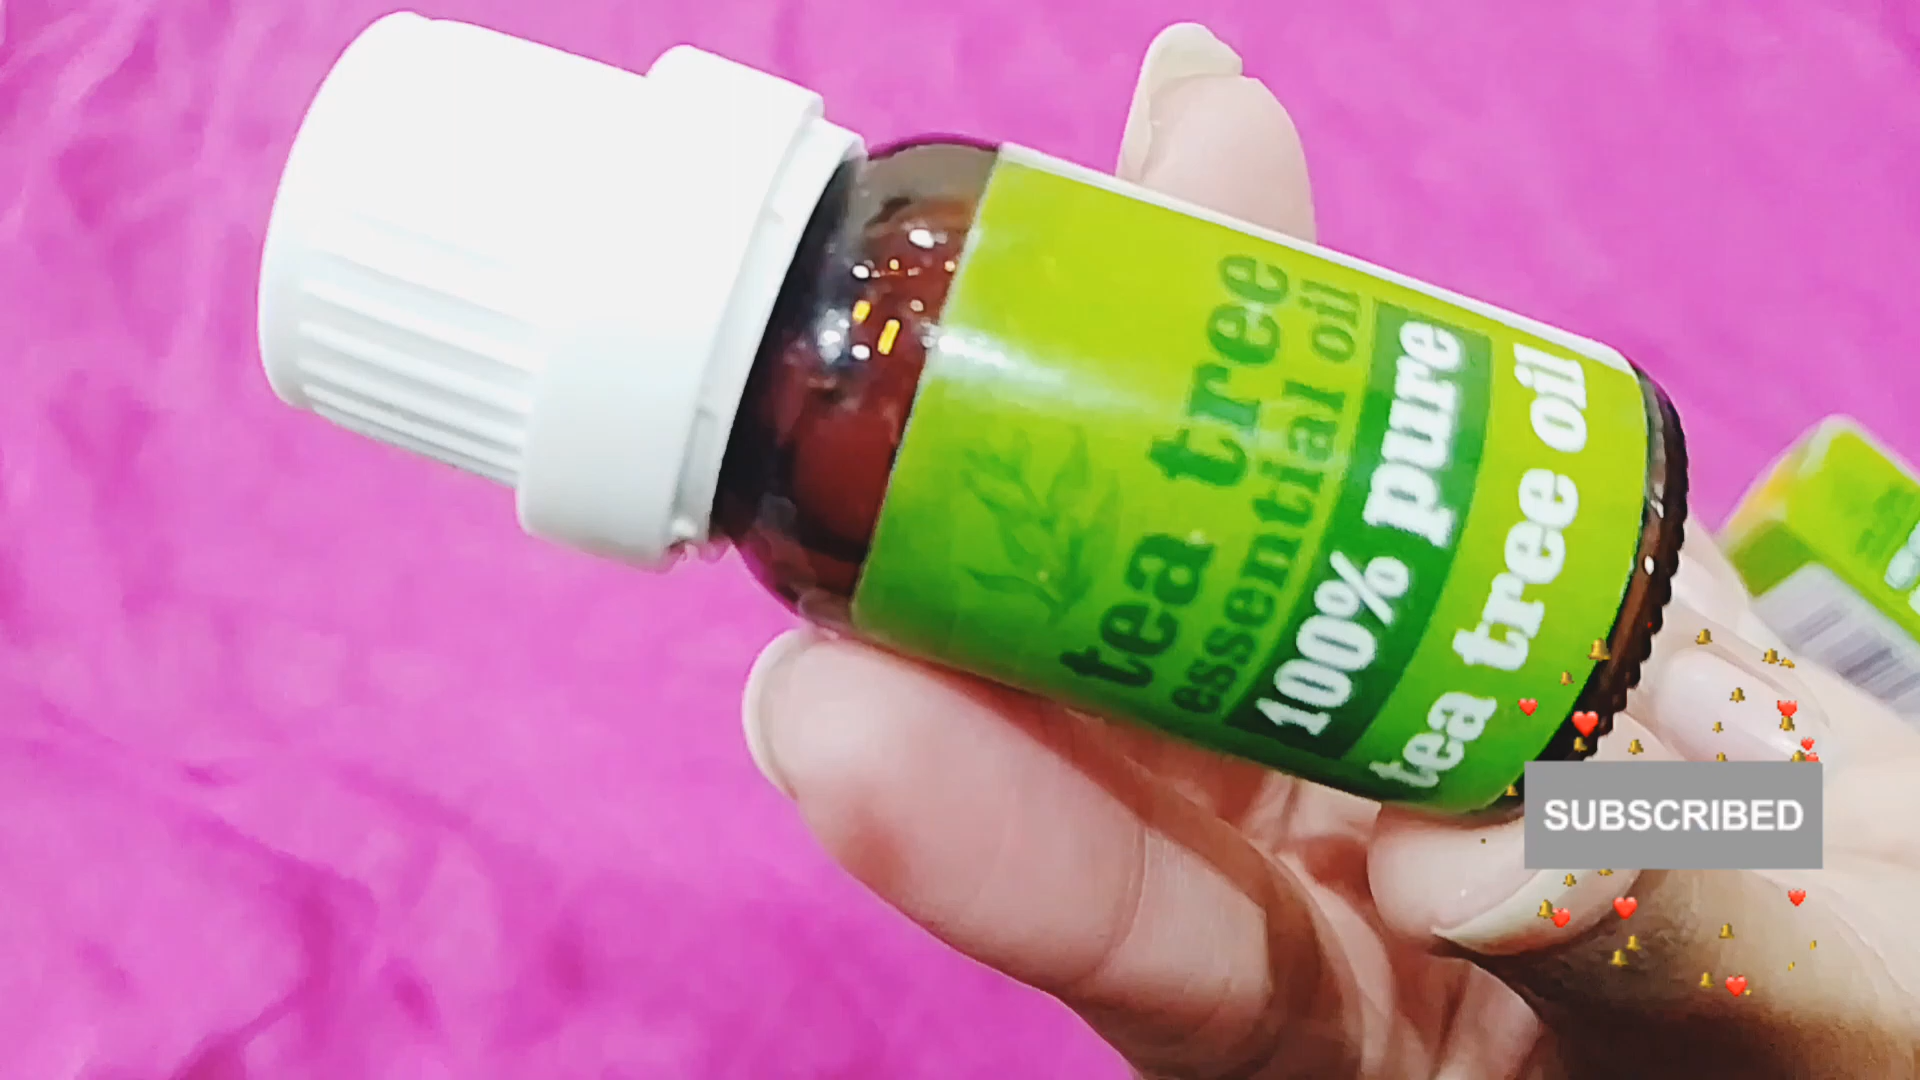 tea tree
essential oil
100% pure
tea tree oil
SUBSCRIBED